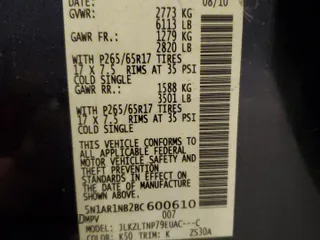 DATE: 08/10
GVWR: 2773 KG
6113 LB
GAWR FR.: 1279 KG
2820 LB
WITH P265/65R17 TIRES
17 X 7.5 RIMS AT 35 PSI
COLD SINGLE
GAWR RR.: 1588 KG
3501 LB
WITH P265/65R17 TIRES
17 X 7.5 RIMS AT 35 PSI
COLD SINGLE
THIS VEHICLE CONFORMS TO
ALL APPLICABLE FEDERAL
MOTOR VEHICLE SAFETY AND
THEFT PREVENTION
STANDARDS IN EFFECT ON
THE DATE OF MANUFACTURE
SHOWN ABOVE.
5N1AR1NB2BC600610
MPV 007
MODEL: JLKZLTNP79EUAC---C
COLOR: K50 TRIM: K ZS30A